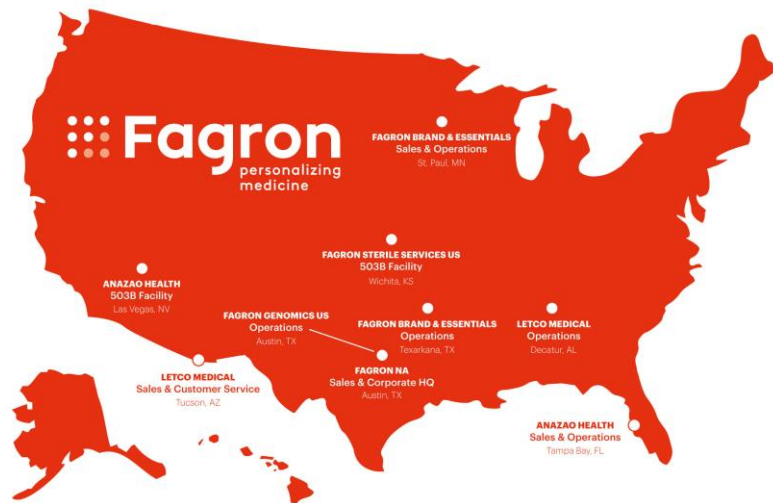 Fagron
personalizing
medicine
FAGRON BRAND & ESSENTIALS
Sales & Operations
St. Paul, MN
FAGRON STERILE SERVICES US
503B Facility
Wichita, KS
ANAZAO HEALTH
503B Facility
Las Vegas, NV
FAGRON GENOMICS US
Operations
Austin, TX
FAGRON BRAND & ESSENTIALS
Operations
Texarkana, TX
LETCO MEDICAL
Operations
Decatur, AL
LETCO MEDICAL
Sales & Customer Service
Tucson, AZ
FAGRON NA
Sales & Corporate HQ
Austin, TX
ANAZAO HEALTH
Sales & Operations
Tampa Bay, FL